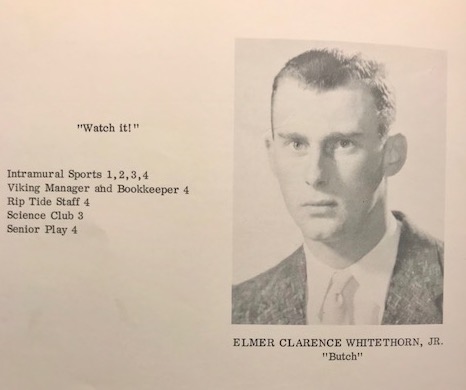 "Watch it!"
Intramural Sports 1,2,3,4
Viking Manager and Bookkeeper 4
Rip Tide Staff 4
Science Club 3
Senior Play 4
ELMER CLARENCE WHITETHORN, JR.
"Butch"